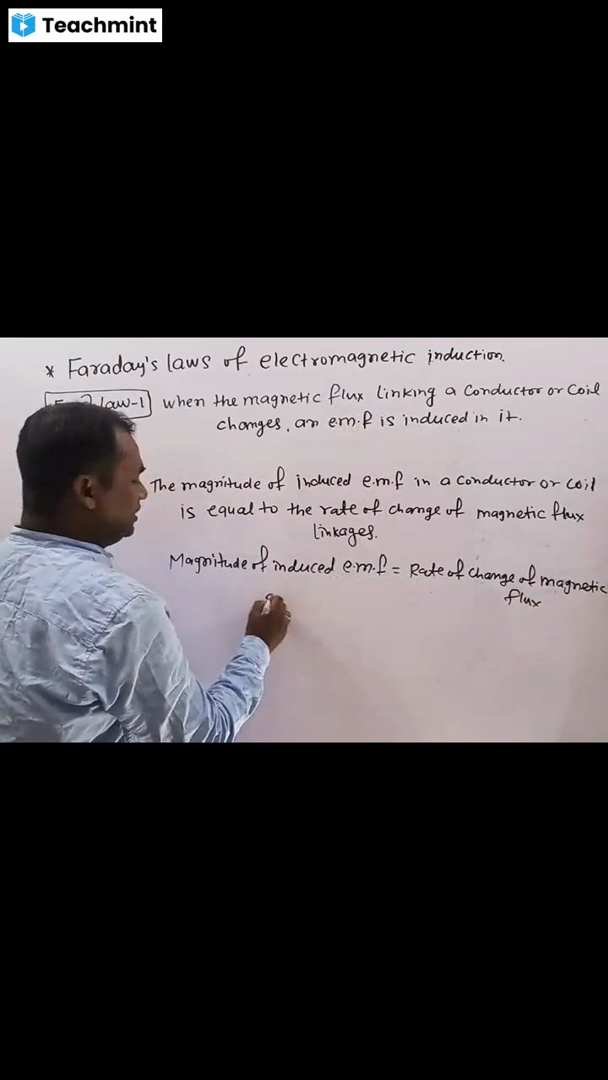 Teachmint
* Faraday's laws of electromagnetic induction.
law-1 when the magnetic flux linking a conductor or coil
changes, an e.m.f is induced in it.
The magnitude of induced e.m.f in a conductor or coil
is equal to the rate of change of magnetic flux
linkages.
Magnitude of induced e.m.f = Rate of change of magnetic
flux